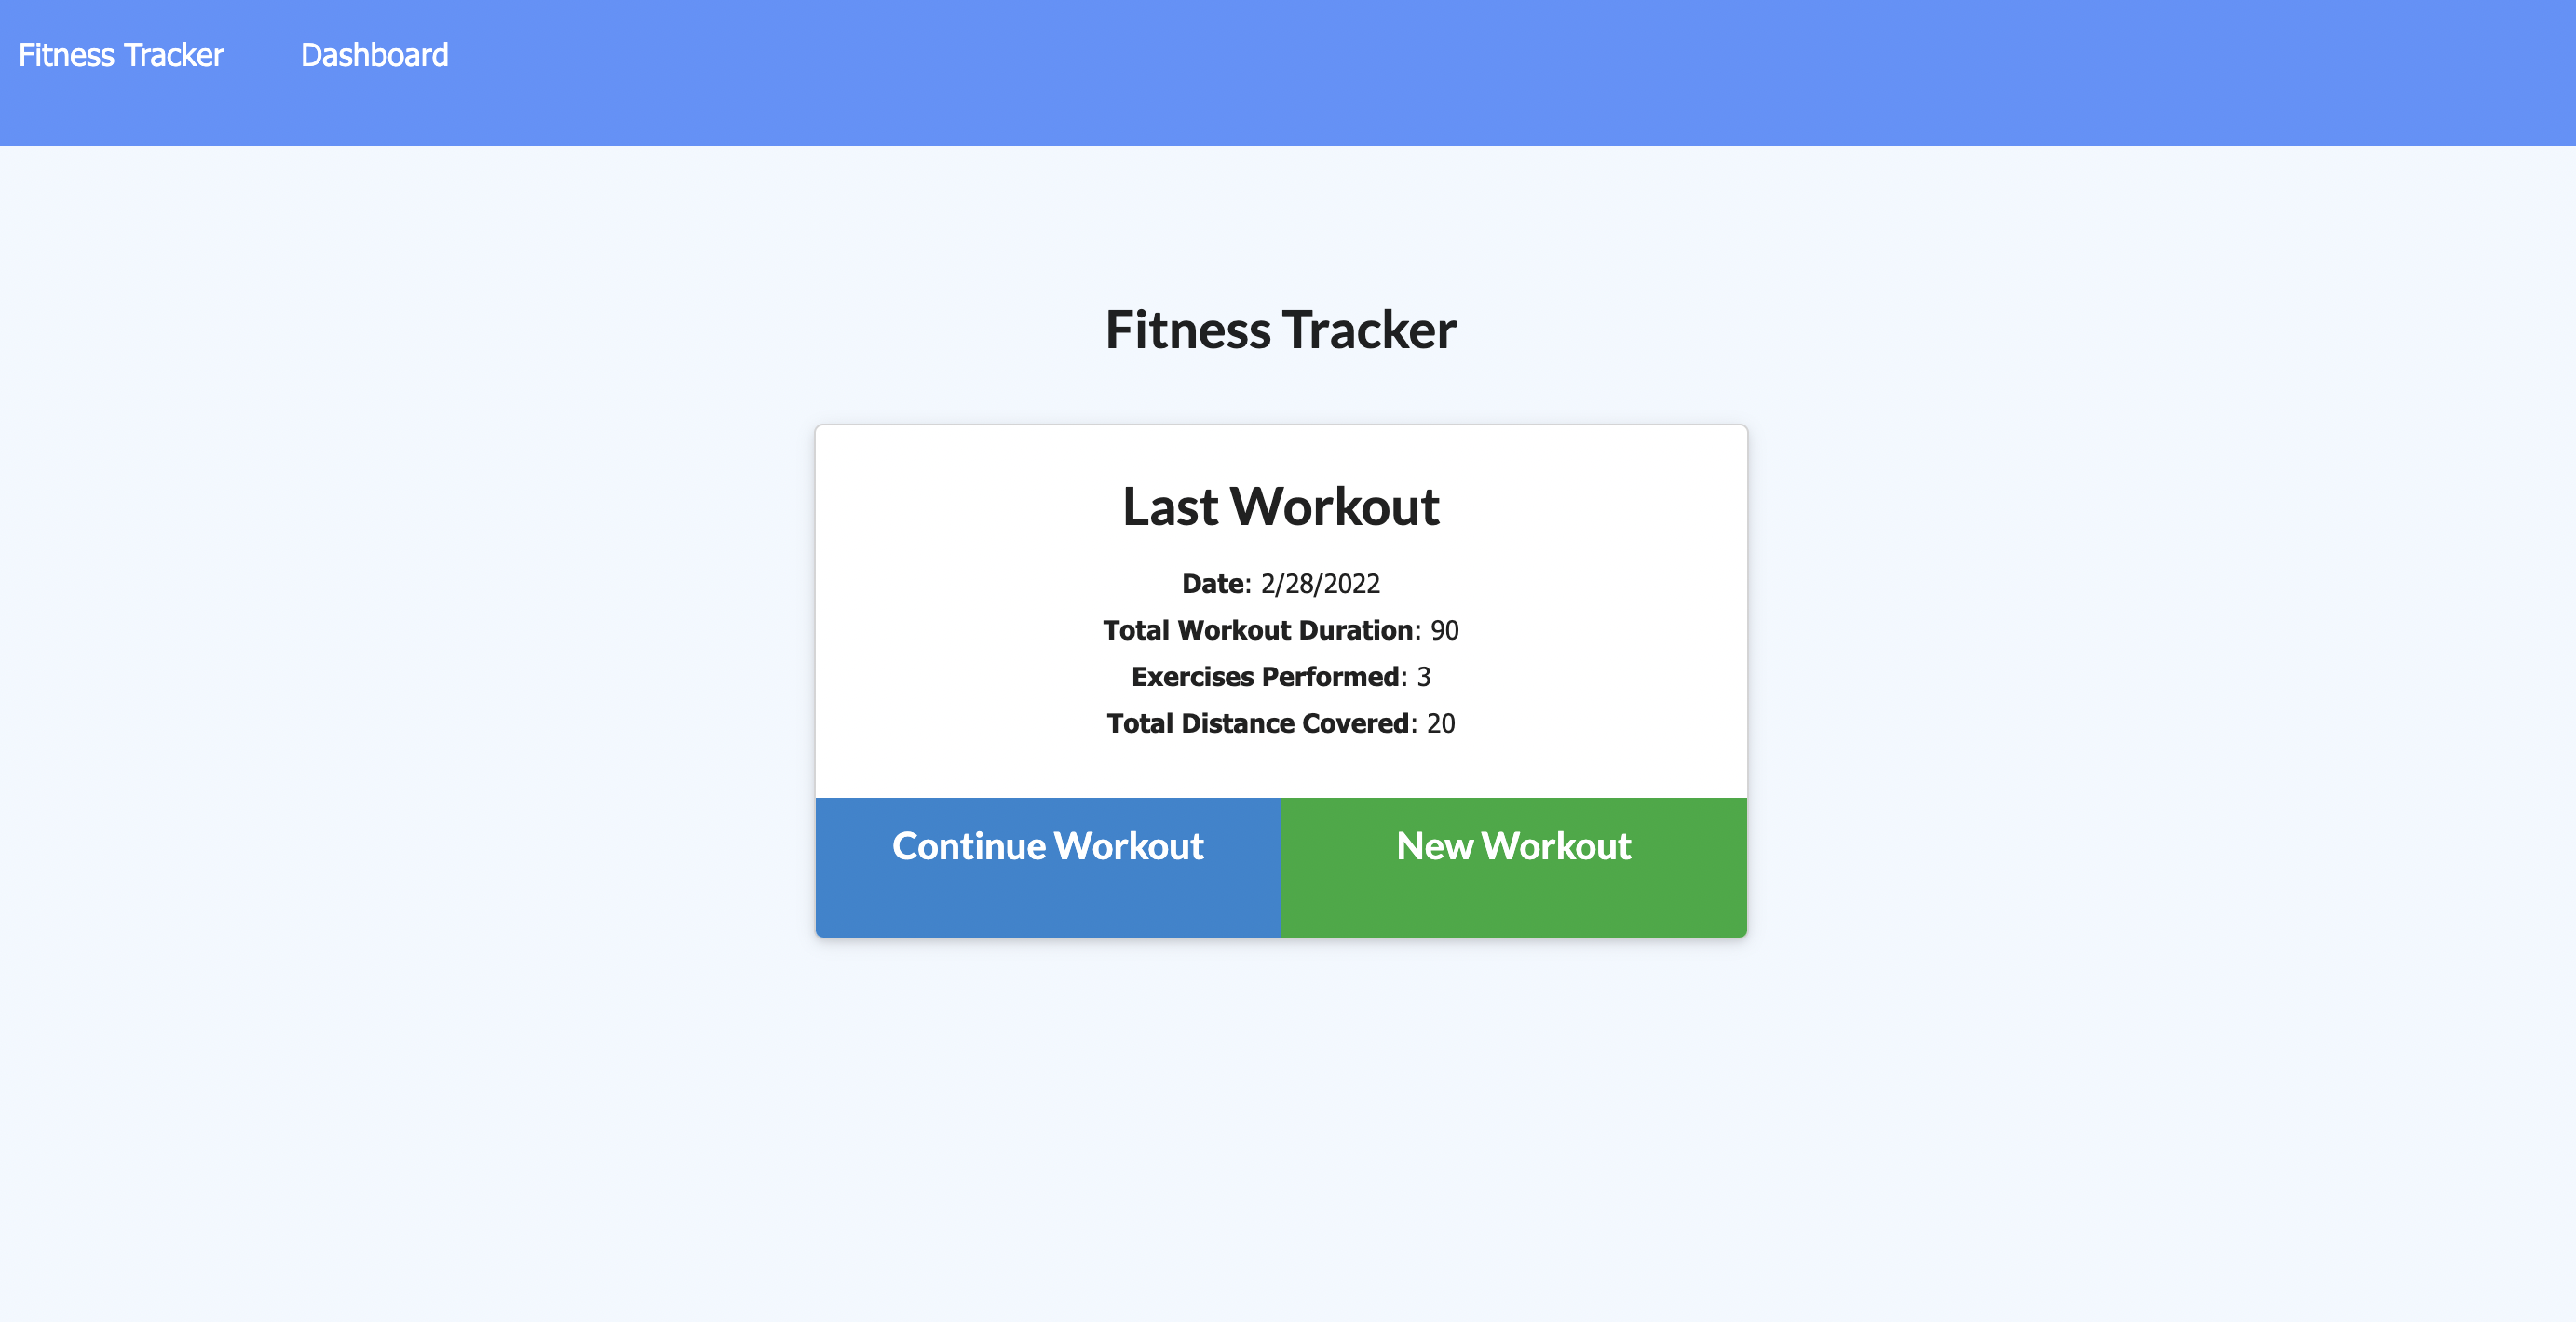 Fitness Tracker Dashboard
Fitness Tracker
Last Workout
Date: 2/28/2022
Total Workout Duration: 90
Exercises Performed: 3
Total Distance Covered: 20
Continue Workout New Workout